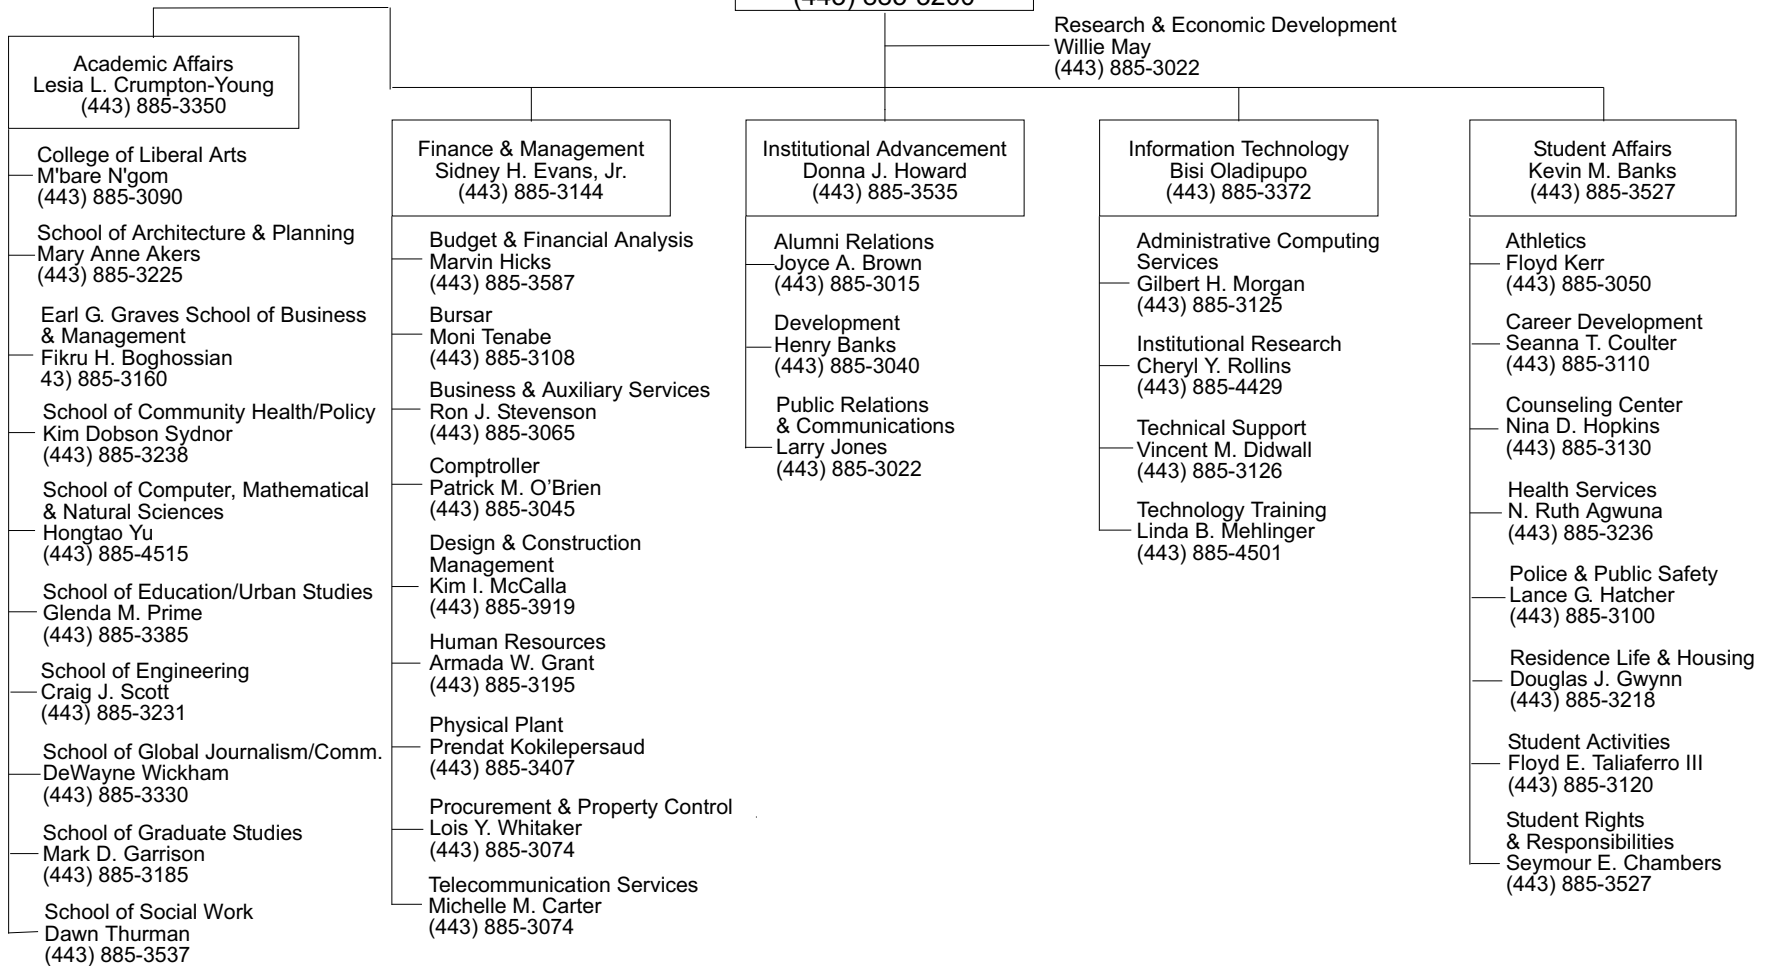 Research & Economic Development
Willie May
(443) 885-3022
Academic Affairs
Lesia L. Crumpton-Young
(443) 885-3350
College of Liberal Arts
M'bare N'gom
(443) 885-3090
School of Architecture & Planning
Mary Anne Akers
(443) 885-3225
Earl G. Graves School of Business
& Management
Fikru H. Boghossian
43) 885-3160
School of Community Health/Policy
Kim Dobson Sydnor
(443) 885-3238
School of Computer, Mathematical
& Natural Sciences
Hongtao Yu
(443) 885-4515
School of Education/Urban Studies
Glenda M. Prime
(443) 885-3385
School of Engineering
Craig J. Scott
(443) 885-3231
School of Global Journalism/Comm.
DeWayne Wickham
(443) 885-3330
School of Graduate Studies
Mark D. Garrison
(443) 885-3185
School of Social Work
Dawn Thurman
(443) 885-3537
Finance & Management
Sidney H. Evans, Jr.
(443) 885-3144
Budget & Financial Analysis
Marvin Hicks
(443) 885-3587
Bursar
Moni Tenabe
(443) 885-3108
Business & Auxiliary Services
Ron J. Stevenson
(443) 885-3065
Comptroller
Patrick M. O’Brien
(443) 885-3045
Design & Construction
Management
Kim I. McCalla
(443) 885-3919
Human Resources
Armada W. Grant
(443) 885-3195
Physical Plant
Prendat Kokilepersaud
(443) 885-3407
Procurement & Property Control
Lois Y. Whitaker
(443) 885-3074
Telecommunication Services
Michelle M. Carter
(443) 885-3074
Institutional Advancement
Donna J. Howard
(443) 885-3535
Alumni Relations
Joyce A. Brown
(443) 885-3015
Development
Henry Banks
(443) 885-3040
Public Relations
& Communications
Larry Jones
(443) 885-3022
Information Technology
Bisi Oladipupo
(443) 885-3372
Administrative Computing
Services
Gilbert H. Morgan
(443) 885-3125
Institutional Research
Cheryl Y. Rollins
(443) 885-4429
Technical Support
Vincent M. Didwall
(443) 885-3126
Technology Training
Linda B. Mehlinger
(443) 885-4501
Student Affairs
Kevin M. Banks
(443) 885-3527
Athletics
Floyd Kerr
(443) 885-3050
Career Development
Seanna T. Coulter
(443) 885-3110
Counseling Center
Nina D. Hopkins
(443) 885-3130
Health Services
N. Ruth Agwuna
(443) 885-3236
Police & Public Safety
Lance G. Hatcher
(443) 885-3100
Residence Life & Housing
Douglas J. Gwynn
(443) 885-3218
Student Activities
Floyd E. Taliaferro III
(443) 885-3120
Student Rights
& Responsibilities
Seymour E. Chambers
(443) 885-3527